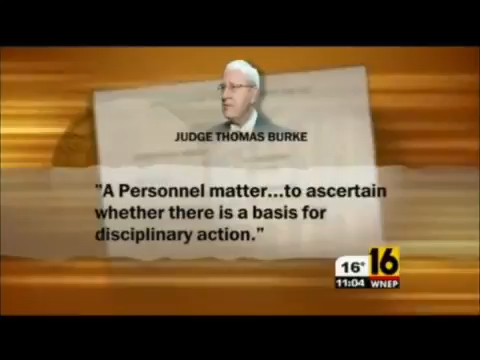 JUDGE THOMAS BURKE
"A Personnel matter...to ascertain
whether there is a basis for
disciplinary action."
16° 16
11:04 WNEP